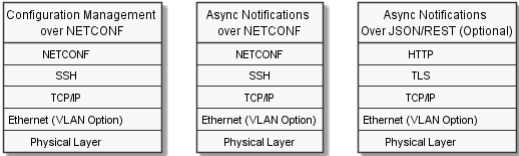 Configuration Management
over NETCONF
NETCONF
SSH
TCP/IP
Ethernet (VLAN Option)
Physical Layer
Async Notifications
over NETCONF
NETCONF
SSH
TCP/IP
Ethernet (VLAN Option)
Physical Layer
Async Notifications
Over JSON/REST (Optional)
HTTP
TLS
TCP/IP
Ethernet (VLAN Option)
Physical Layer